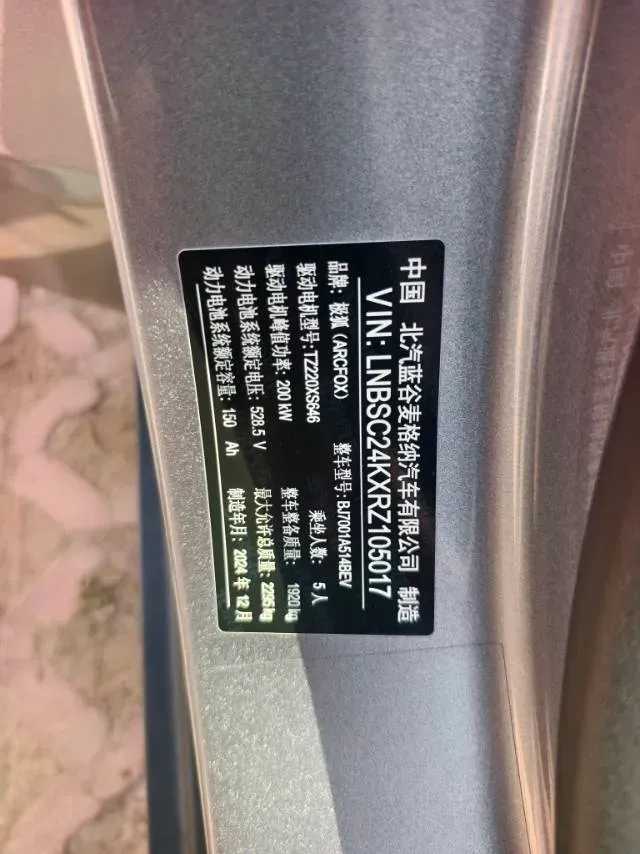 中国 北汽蓝谷麦格纳汽车有限公司 制造
VIN: LNBSC24KXRZ105017
品牌: 极狐 (ARCFOX) 整车型号: BJ7001A514BEV
驱动电机型号: TZ220XS646 乘坐人数: 5 人
驱动电机峰值功率: 200 kW 整车整备质量: 1920 kg
动力电池系统额定电压: 528.5 V 最大允许总质量: 2295 kg
动力电池系统额定容量: 150 Ah 制造年月: 2024 年 12 月